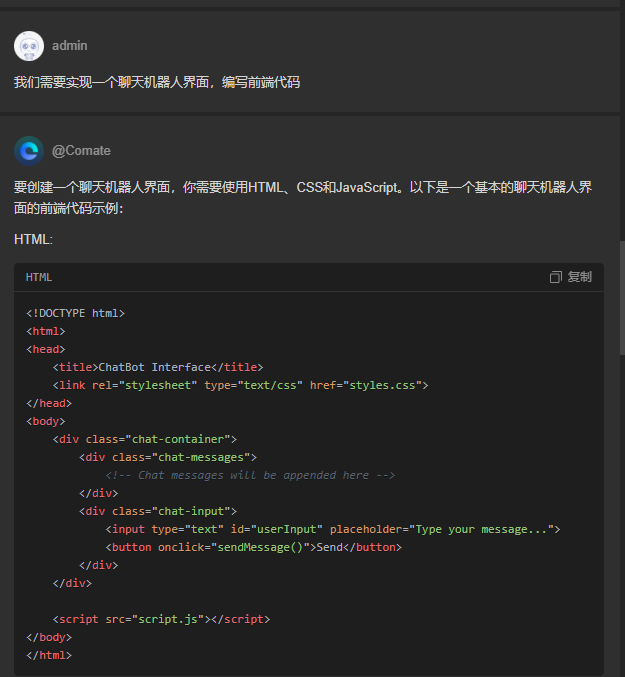 admin
我们需要实现一个聊天机器人界面，编写前端代码
@Comate
要创建一个聊天机器人界面，你需要使用HTML、CSS和JavaScript。以下是一个基本的聊天机器人界
面的前端代码示例：
HTML:
HTML 复制
<!DOCTYPE html>
<html>
<head>
    <title>ChatBot Interface</title>
    <link rel="stylesheet" type="text/css" href="styles.css">
</head>
<body>
    <div class="chat-container">
        <div class="chat-messages">
            <!-- Chat messages will be appended here -->
        </div>
        <div class="chat-input">
            <input type="text" id="userInput" placeholder="Type your message...">
            <button onclick="sendMessage()">Send</button>
        </div>
    </div>
    <script src="script.js"></script>
</body>
</html>